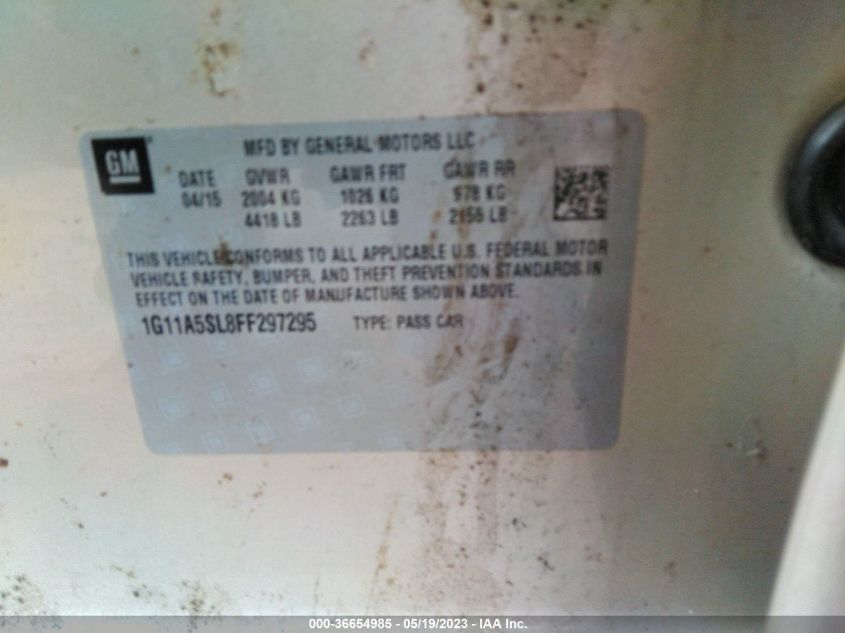 GM
MFD BY GENERAL MOTORS LLC
DATE GVWR GAWR FRT GAWR RR
04/15 2004 KG 1026 KG 978 KG
4418 LB 2263 LB 2155 LB
THIS VEHICLE CONFORMS TO ALL APPLICABLE U.S. FEDERAL MOTOR
VEHICLE SAFETY, BUMPER, AND THEFT PREVENTION STANDARDS IN
EFFECT ON THE DATE OF MANUFACTURE SHOWN ABOVE.
1G11A5SL8FF297295 TYPE: PASS CAR
000-36654985 - 05/19/2023 - IAA Inc.